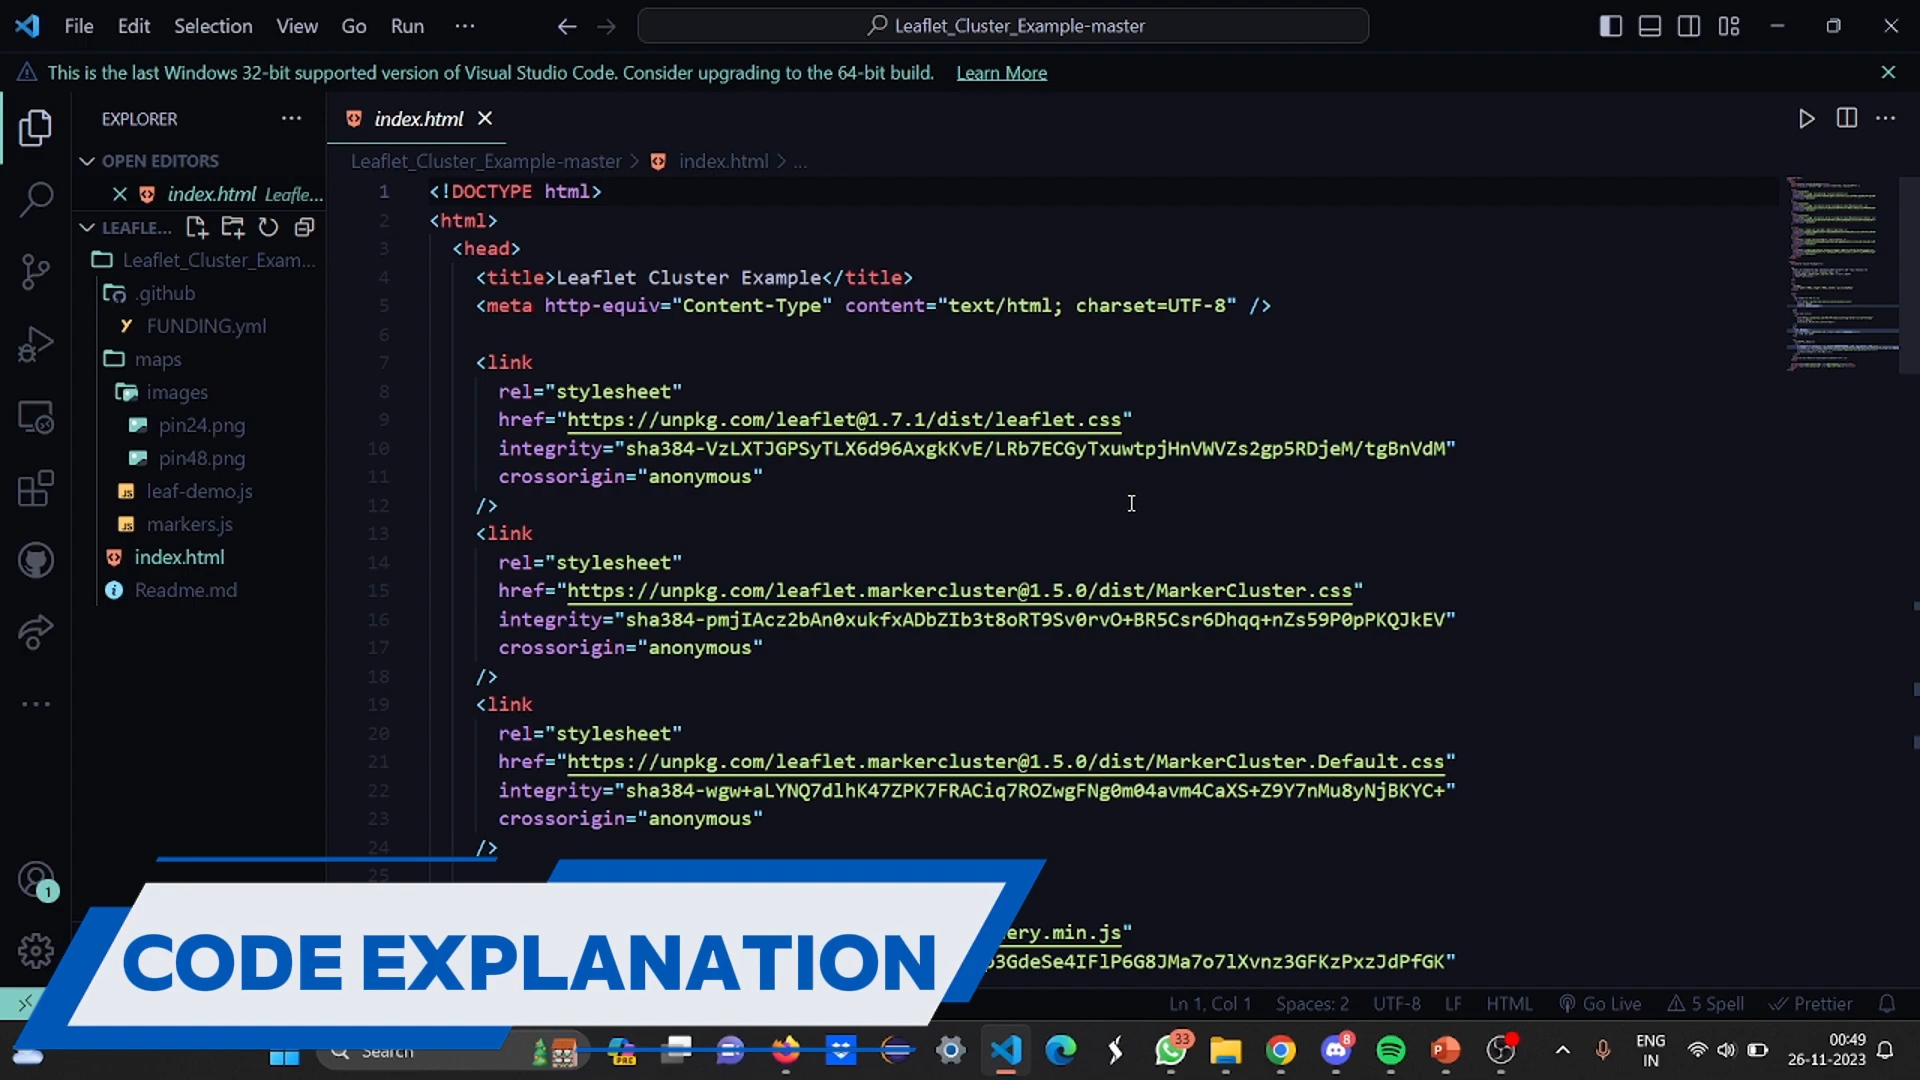 File Edit Selection View Go Run ···
Leaflet_Cluster_Example-master
This is the last Windows 32-bit supported version of Visual Studio Code. Consider upgrading to the 64-bit build. Learn More
EXPLORER
index.html
OPEN EDITORS
Leaflet_Cluster_Example-master > index.html > ...
index.html Leafle...
LEAFLE...
Leaflet_Cluster_Exam...
.github
FUNDING.yml
maps
images
pin24.png
pin48.png
leaf-demo.js
markers.js
index.html
Readme.md
1 <!DOCTYPE html>
2 <html>
3 <head>
4 <title>Leaflet Cluster Example</title>
5 <meta http-equiv="Content-Type" content="text/html; charset=UTF-8" />
6
7 <link
8 rel="stylesheet"
9 href="https://unpkg.com/leaflet@1.7.1/dist/leaflet.css"
10 integrity="sha384-VzLXTJGPSyTLX6d96AxgkKvE/LRb7ECGyTxuwtpjHnVWVZs2gp5RDjeM/tgBnVdM"
11 crossorigin="anonymous"
12 />
13 <link
14 rel="stylesheet"
15 href="https://unpkg.com/leaflet.markercluster@1.5.0/dist/MarkerCluster.css"
16 integrity="sha384-pmjIAcz2bAn0xukfxADbZIb3t8oRT9Sv0rvO+BR5Csr6Dhqq+nZs59P0pPKQJkEV"
17 crossorigin="anonymous"
18 />
19 <link
20 rel="stylesheet"
21 href="https://unpkg.com/leaflet.markercluster@1.5.0/dist/MarkerCluster.Default.css"
22 integrity="sha384-wgw+aLYNQ7dlhK47ZPK7FRACiq7ROZwgFNg0m04avm4CaXS+Z9Y7nMu8yNjBKYC+"
23 crossorigin="anonymous"
24 />
25
ery.min.js"
p3GdeSe4IFlP6G8JMa7o7lXvnz3GFKzPxzJdPfGK"
1
CODE EXPLANATION
Ln 1, Col 1 Spaces: 2 UTF-8 LF HTML Go Live 5 Spell Prettier
Search
PRE
33
8
ENG
IN
00:49
26-11-2023